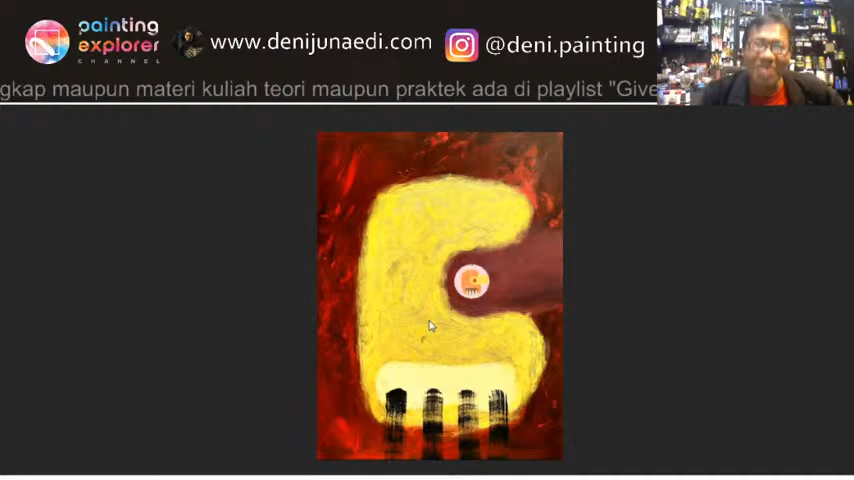 painting
explorer
CHANNEL
www.denijunaedi.com
@deni.painting
gkap maupun materi kuliah teori maupun praktek ada di playlist "Give